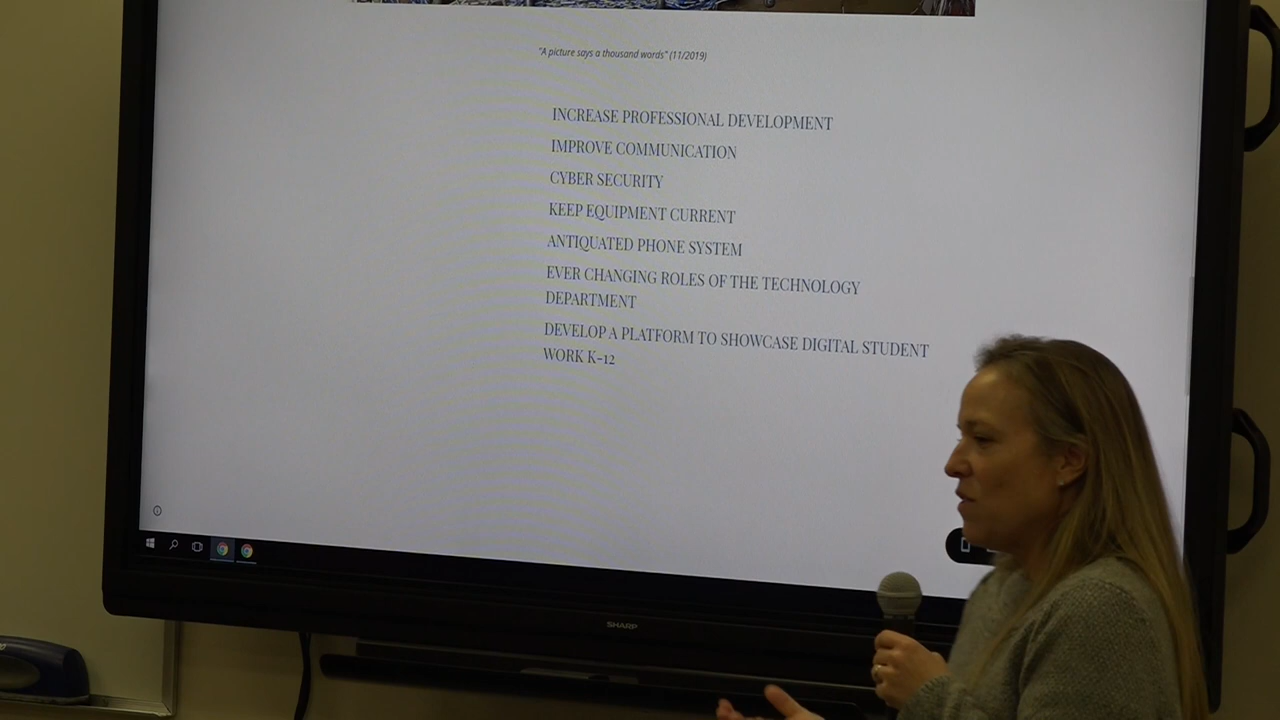 "A picture says a thousand words" (11/2019)
INCREASE PROFESSIONAL DEVELOPMENT
IMPROVE COMMUNICATION
CYBER SECURITY
KEEP EQUIPMENT CURRENT
ANTIQUATED PHONE SYSTEM
EVER CHANGING ROLES OF THE TECHNOLOGY
DEPARTMENT
DEVELOP A PLATFORM TO SHOWCASE DIGITAL STUDENT
WORK K-12
SHARP